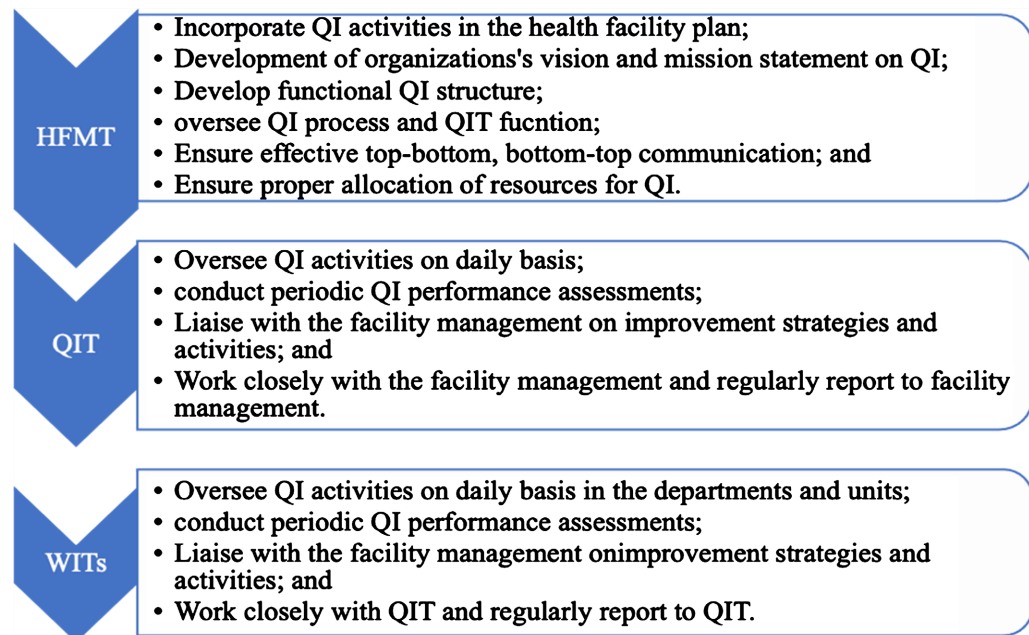 HFMT
• Incorporate QI activities in the health facility plan;
• Development of organizations's vision and mission statement on QI;
• Develop functional QI structure;
• oversee QI process and QIT fucntion;
• Ensure effective top-bottom, bottom-top communication; and
• Ensure proper allocation of resources for QI.
QIT
• Oversee QI activities on daily basis;
• conduct periodic QI performance assessments;
• Liaise with the facility management on improvement strategies and
activities; and
• Work closely with the facility management and regularly report to facility
management.
WITs
• Oversee QI activities on daily basis in the departments and units;
• conduct periodic QI performance assessments;
• Liaise with the facility management onimprovement strategies and
activities; and
• Work closely with QIT and regularly report to QIT.